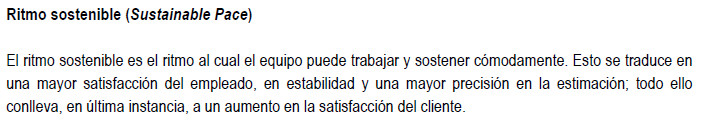 Ritmo sostenible (Sustainable Pace)
El ritmo sostenible es el ritmo al cual el equipo puede trabajar y sostener cómodamente. Esto se traduce en
una mayor satisfacción del empleado, en estabilidad y una mayor precisión en la estimación; todo ello
conlleva, en última instancia, a un aumento en la satisfacción del cliente.